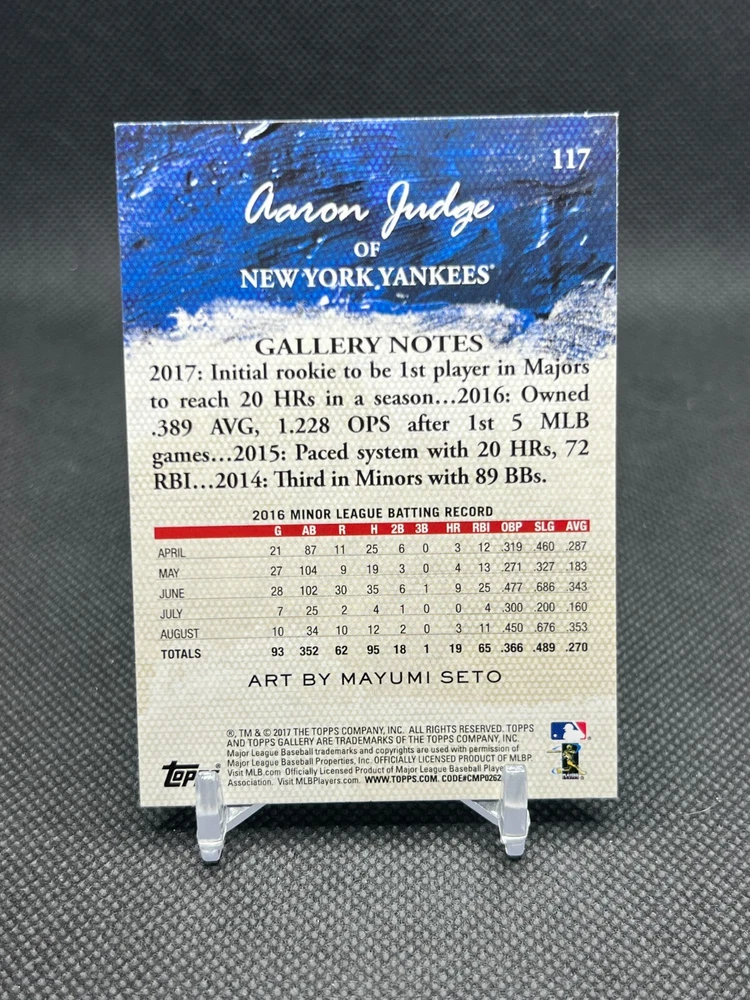 117
Aaron Judge
OF
NEW YORK YANKEES®
GALLERY NOTES
2017: Initial rookie to be 1st player in Majors
to reach 20 HRs in a season...2016: Owned
.389 AVG, 1.228 OPS after 1st 5 MLB
games...2015: Paced system with 20 HRs, 72
RBI...2014: Third in Minors with 89 BBs.
2016 MINOR LEAGUE BATTING RECORD
G AB R H 2B 3B HR RBI OBP SLG AVG
APRIL 21 87 11 25 6 0 3 12 .319 .460 .287
MAY 27 104 9 19 3 0 4 13 .271 .327 .183
JUNE 28 102 30 35 6 1 9 25 .477 .686 .343
JULY 7 25 2 4 1 0 0 4 .300 .200 .160
AUGUST 10 34 10 12 2 0 3 11 .450 .676 .353
TOTALS 93 352 62 95 18 1 19 65 .366 .489 .270
ART BY MAYUMI SETO
®, TM & © 2017 THE TOPPS COMPANY, INC. ALL RIGHTS RESERVED. TOPPS
AND TOPPS GALLERY ARE TRADEMARKS OF THE TOPPS COMPANY, INC.
Major League Baseball trademarks and copyrights are used with permission of
Major League Baseball Properties, Inc. OFFICIALLY LICENSED PRODUCT OF MLBP.
Visit MLB.com Officially Licensed Product of Major League Baseball Playe
Association. Visit MLBPlayers.com. WWW.TOPPS.COM. CODE#CMP0262
Topps